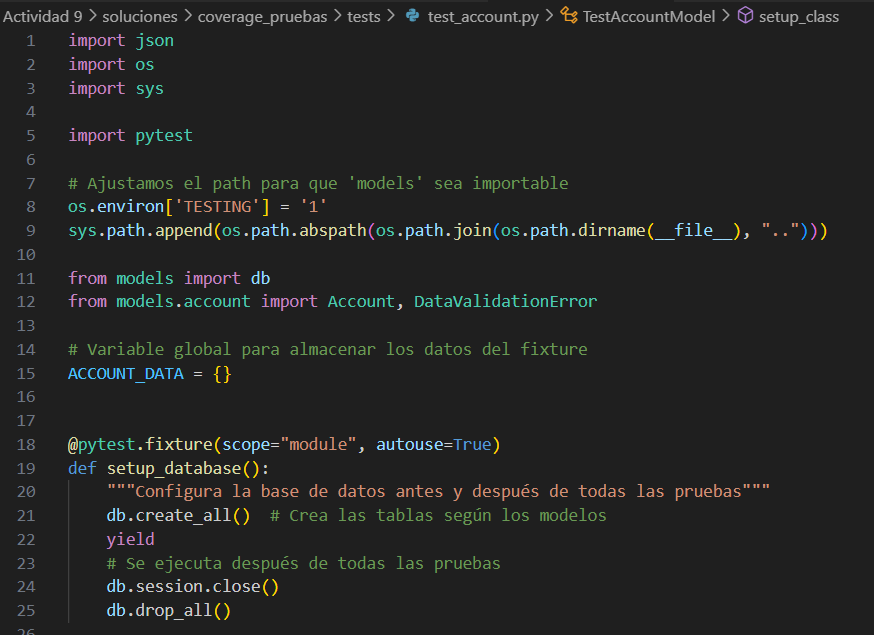 Actividad 9 > soluciones > coverage_pruebas > tests > test_account.py > TestAccountModel > setup_class
1 import json
2 import os
3 import sys
4
5 import pytest
6
7 # Ajustamos el path para que 'models' sea importable
8 os.environ['TESTING'] = '1'
9 sys.path.append(os.path.abspath(os.path.join(os.path.dirname(__file__), "..")))
10
11 from models import db
12 from models.account import Account, DataValidationError
13
14 # Variable global para almacenar los datos del fixture
15 ACCOUNT_DATA = {}
16
17
18 @pytest.fixture(scope="module", autouse=True)
19 def setup_database():
20     """Configura la base de datos antes y después de todas las pruebas"""
21     db.create_all()  # Crea las tablas según los modelos
22     yield
23     # Se ejecuta después de todas las pruebas
24     db.session.close()
25     db.drop_all()
26